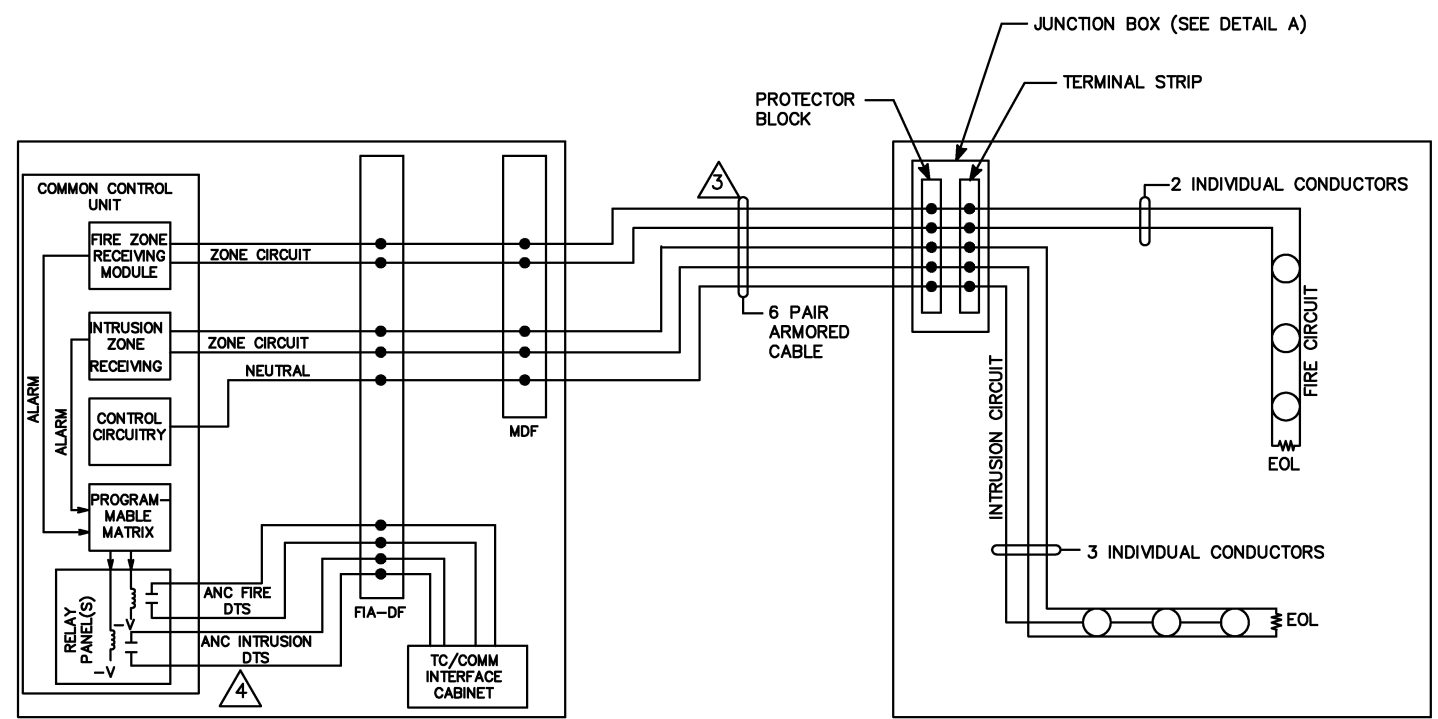 JUNCTION BOX (SEE DETAIL A)
TERMINAL STRIP
PROTECTOR
BLOCK
3
2 INDIVIDUAL CONDUCTORS
COMMON CONTROL
UNIT
FIRE ZONE
RECEIVING
MODULE
ZONE CIRCUIT
INTRUSION
ZONE
RECEIVING
ZONE CIRCUIT
NEUTRAL
6 PAIR
ARMORED
CABLE
FIRE CIRCUIT
INTRUSION CIRCUIT
ALARM
ALARM
CONTROL
CIRCUITRY
MDF
EOL
PROGRAM-
MABLE
MATRIX
3 INDIVIDUAL CONDUCTORS
RELAY
PANEL(S)
-V
-V
ANC FIRE
DTS
FIA-DF
ANC INTRUSION
DTS
4
TC/COMM
INTERFACE
CABINET
EOL